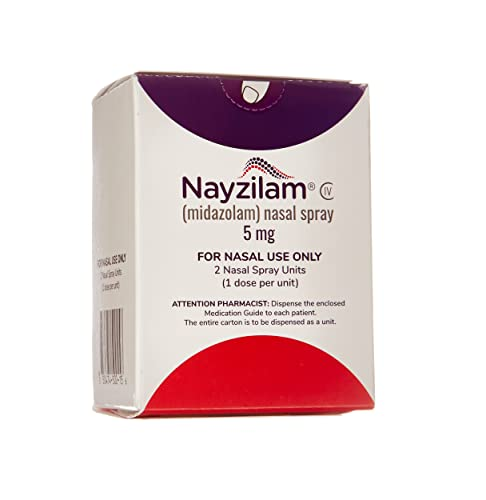 Nayzilam® CIV
(midazolam) nasal spray
5 mg
FOR NASAL USE ONLY
2 Nasal Spray Units
(1 dose per unit)
ATTENTION PHARMACIST: Dispense the enclosed
Medication Guide to each patient.
The entire carton is to be dispensed as a unit.
FOR NASAL USE ONLY
2 Nasal Spray Units
(1 dose per unit)